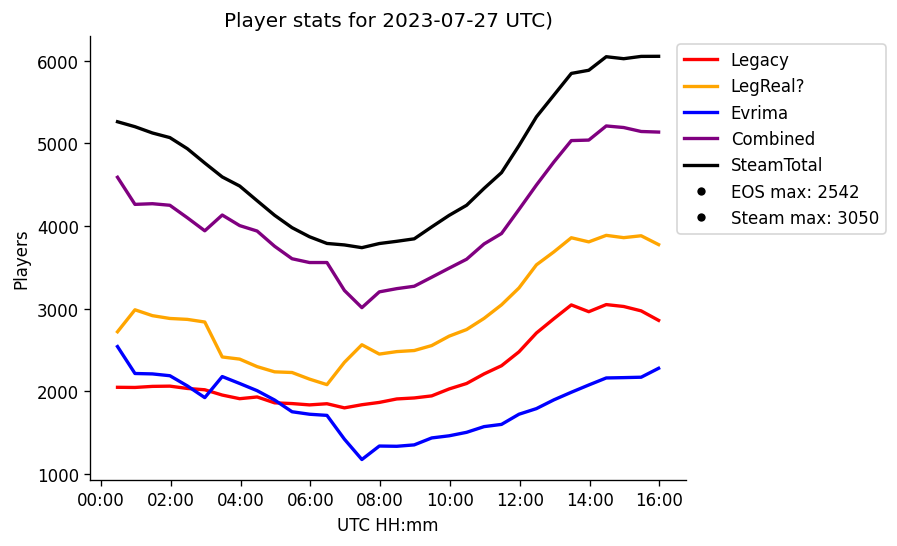 Player stats for 2023-07-27 UTC)
6000
5000
4000
3000
2000
1000
Players
00:00 02:00 04:00 06:00 08:00 10:00 12:00 14:00 16:00
UTC HH:mm
Legacy
LegReal?
Evrima
Combined
SteamTotal
EOS max: 2542
Steam max: 3050